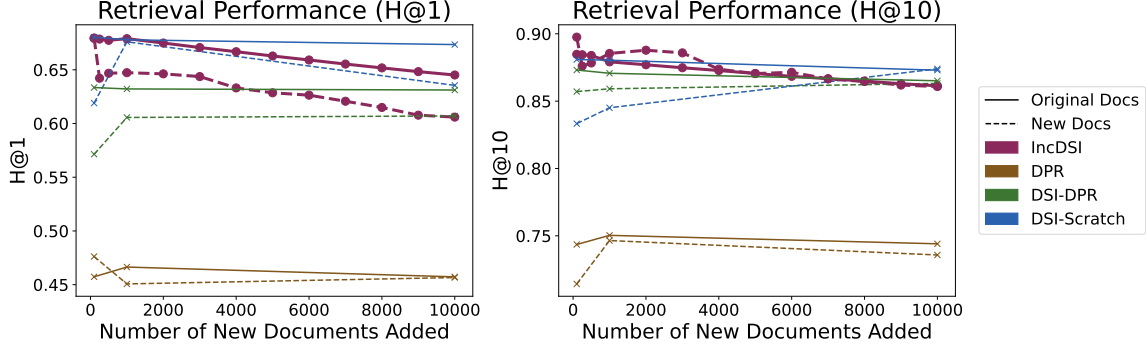 Retrieval Performance (H@1)
H@1
0.65
0.60
0.55
0.50
0.45
0 2000 4000 6000 8000 10000
Number of New Documents Added
Retrieval Performance (H@10)
H@10
0.90
0.85
0.80
0.75
0 2000 4000 6000 8000 10000
Number of New Documents Added
Original Docs
New Docs
IncDSI
DPR
DSI-DPR
DSI-Scratch